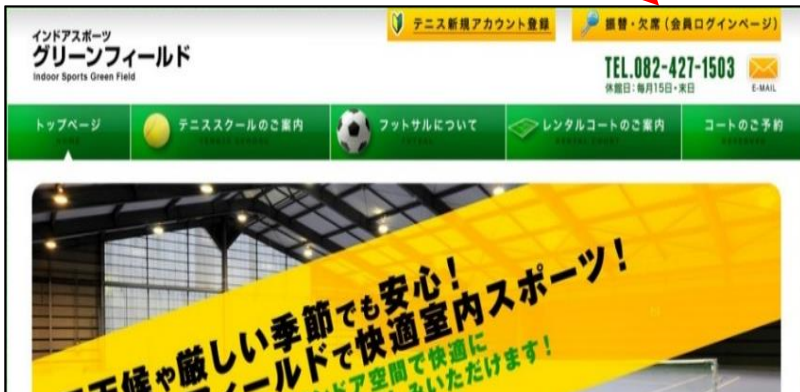 テニス新規アカウント登録
振替・欠席(会員ログインページ)
インドアスポーツ
グリーンフィールド
Indoor Sports Green Field
TEL.082-427-1503
休館日:毎月15日・末日
E-MAIL
トップページ
テニススクールのご案内
フットサルについて
レンタルコートのご案内
コートのご予約
候や厳しい季節でも安心!
ィールドで快適室内スポーツ!
ドア空間で快適に
いただけます!